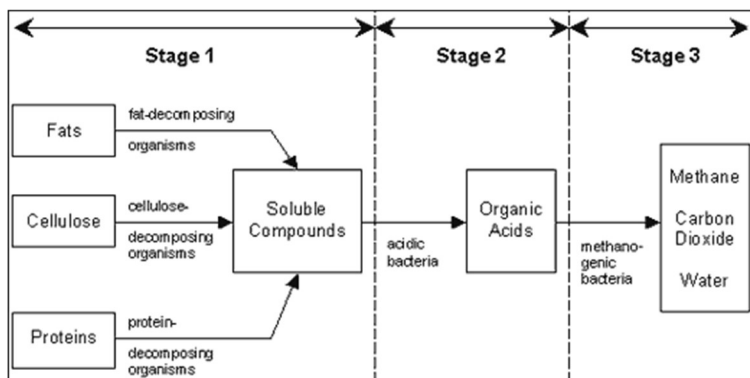 Stage 1
Stage 2
Stage 3
Fats
fat-decomposing
organisms
Cellulose
cellulose-
decomposing
organisms
Proteins
protein-
decomposing
organisms
Soluble
Compounds
acidic
bacteria
Organic
Acids
methano-
genic
bacteria
Methane
Carbon
Dioxide
Water